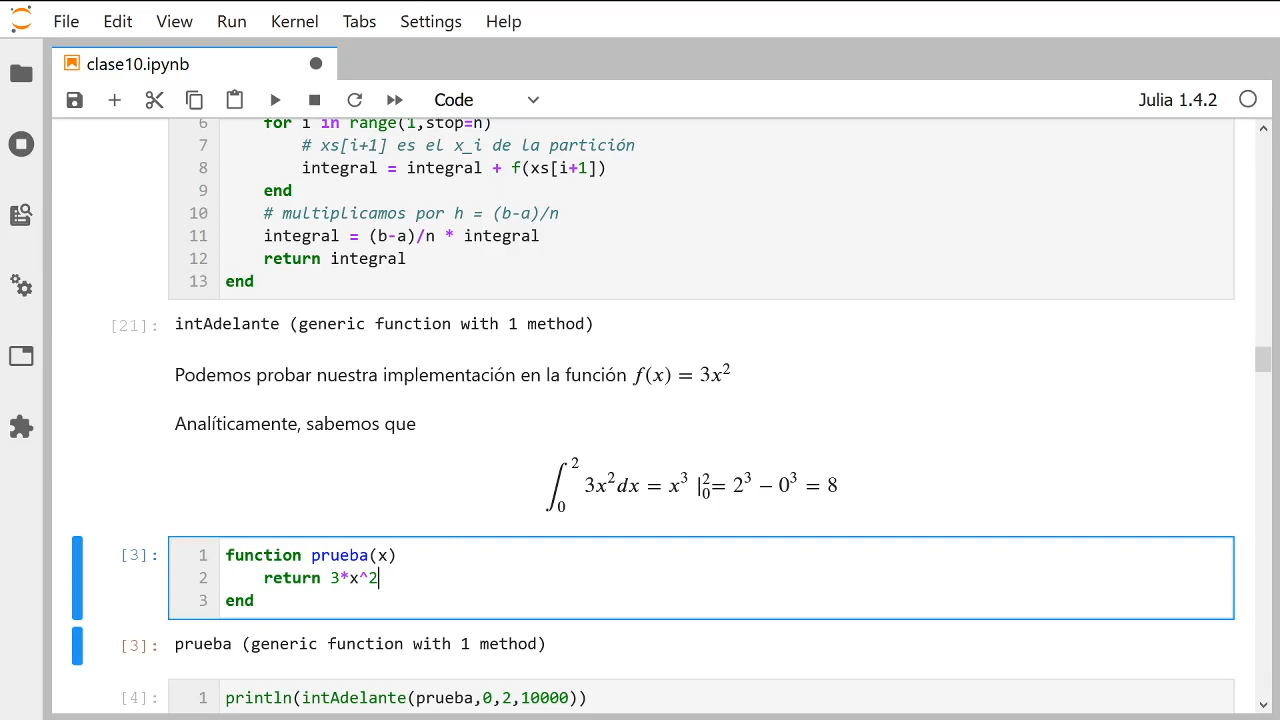 File Edit View Run Kernel Tabs Settings Help
clase10.ipynb
Code Julia 1.4.2
6 for i in range(1,stop=n)
7 # xs[i+1] es el x_i de la partición
8 integral = integral + f(xs[i+1])
9 end
10 # multiplicamos por h = (b-a)/n
11 integral = (b-a)/n * integral
12 return integral
13 end
[21]: intAdelante (generic function with 1 method)
Podemos probar nuestra implementación en la función f(x) = 3x²
Analíticamente, sabemos que
∫₀² 3x²dx = x³ |₀² = 2³ − 0³ = 8
[3]: 1 function prueba(x)
2 return 3*x^2
3 end
[3]: prueba (generic function with 1 method)
[4]: 1 println(intAdelante(prueba,0,2,10000))